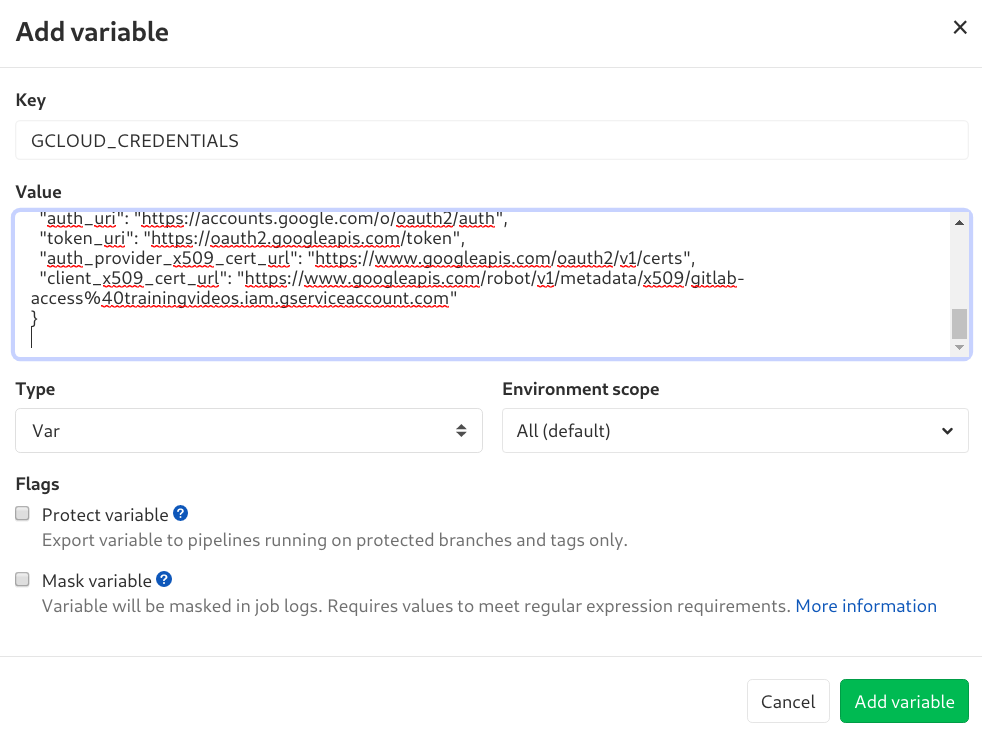 Add variable
Key
GCLOUD_CREDENTIALS
Value
"auth_uri": "https://accounts.google.com/o/oauth2/auth",
"token_uri": "https://oauth2.googleapis.com/token",
"auth_provider_x509_cert_url": "https://www.googleapis.com/oauth2/v1/certs",
"client_x509_cert_url": "https://www.googleapis.com/robot/v1/metadata/x509/gitlab-
access%40trainingvideos.iam.gserviceaccount.com"
}
Type
Environment scope
Var
All (default)
Flags
Protect variable ?
Export variable to pipelines running on protected branches and tags only.
Mask variable ?
Variable will be masked in job logs. Requires values to meet regular expression requirements. More information
Cancel
Add variable